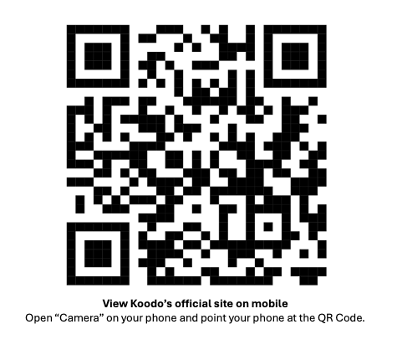 View Koodo's official site on mobile
Open “Camera” on your phone and point your phone at the QR Code.